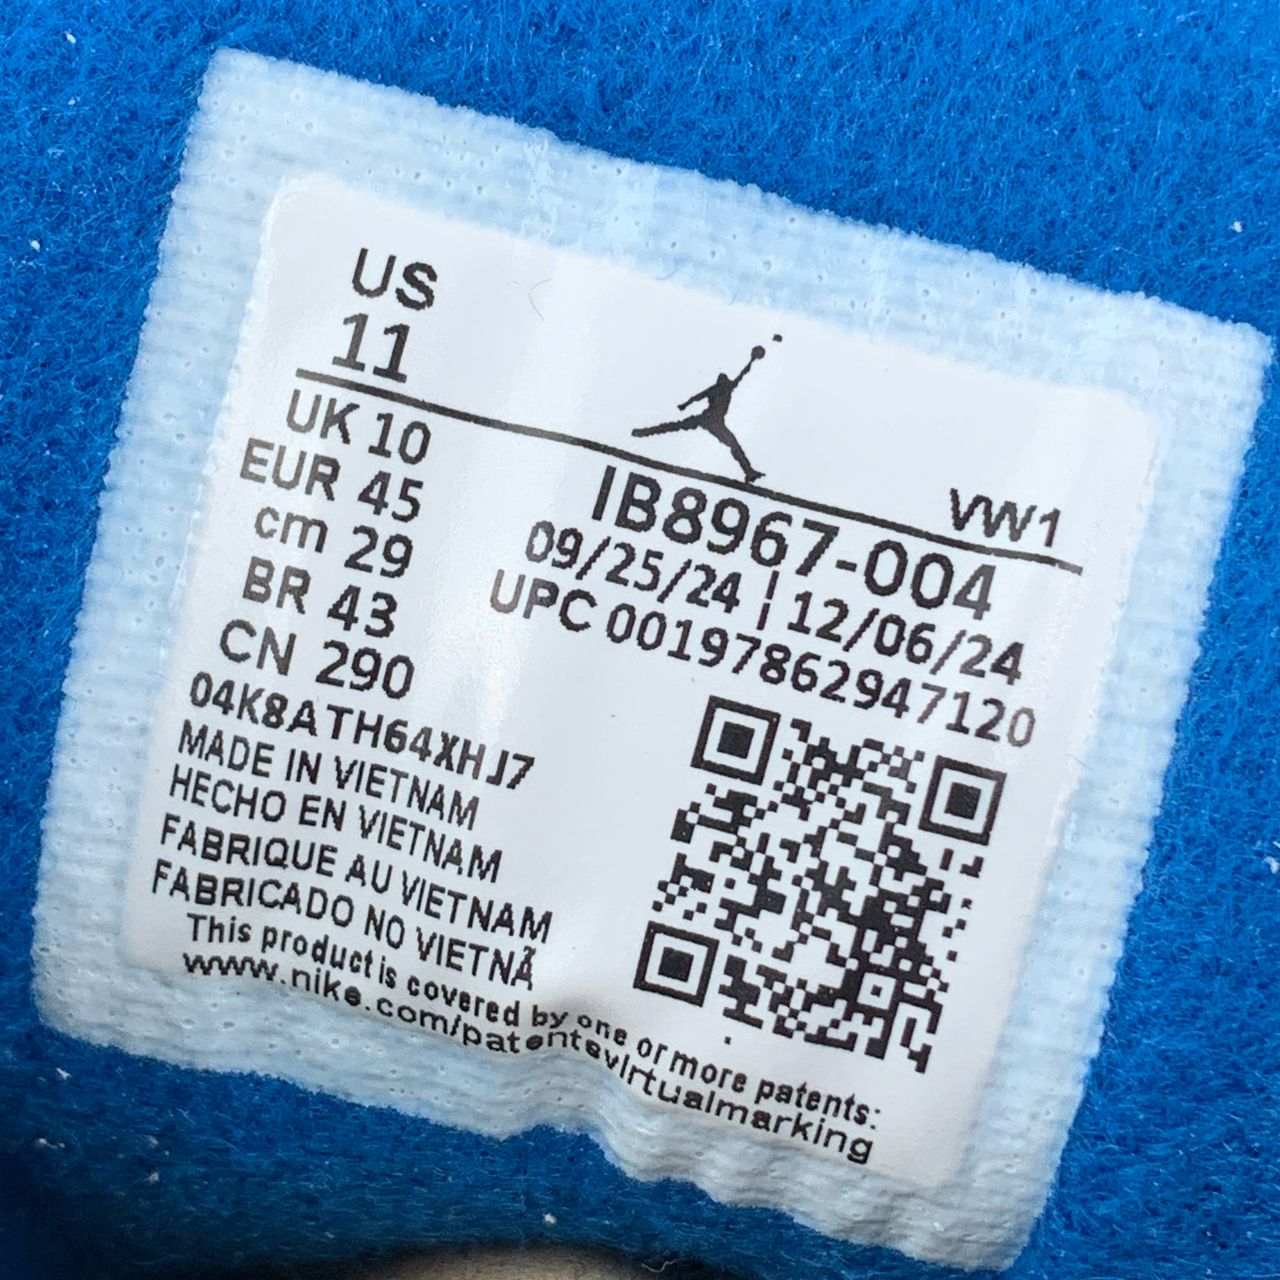 US
11
VW1
UK 10
EUR 45
cm 29
BR 43
CN 290
IB8967-004
09/25/24 | 12/06/24
UPC 00197862947120
04K8ATH64XHJ7
MADE IN VIETNAM
HECHO EN VIETNAM
FABRIQUE AU VIETNAM
FABRICADO NO VIETNÃ
This product is covered by one or more patents:
www.nike.com/patentsvirtualmarking